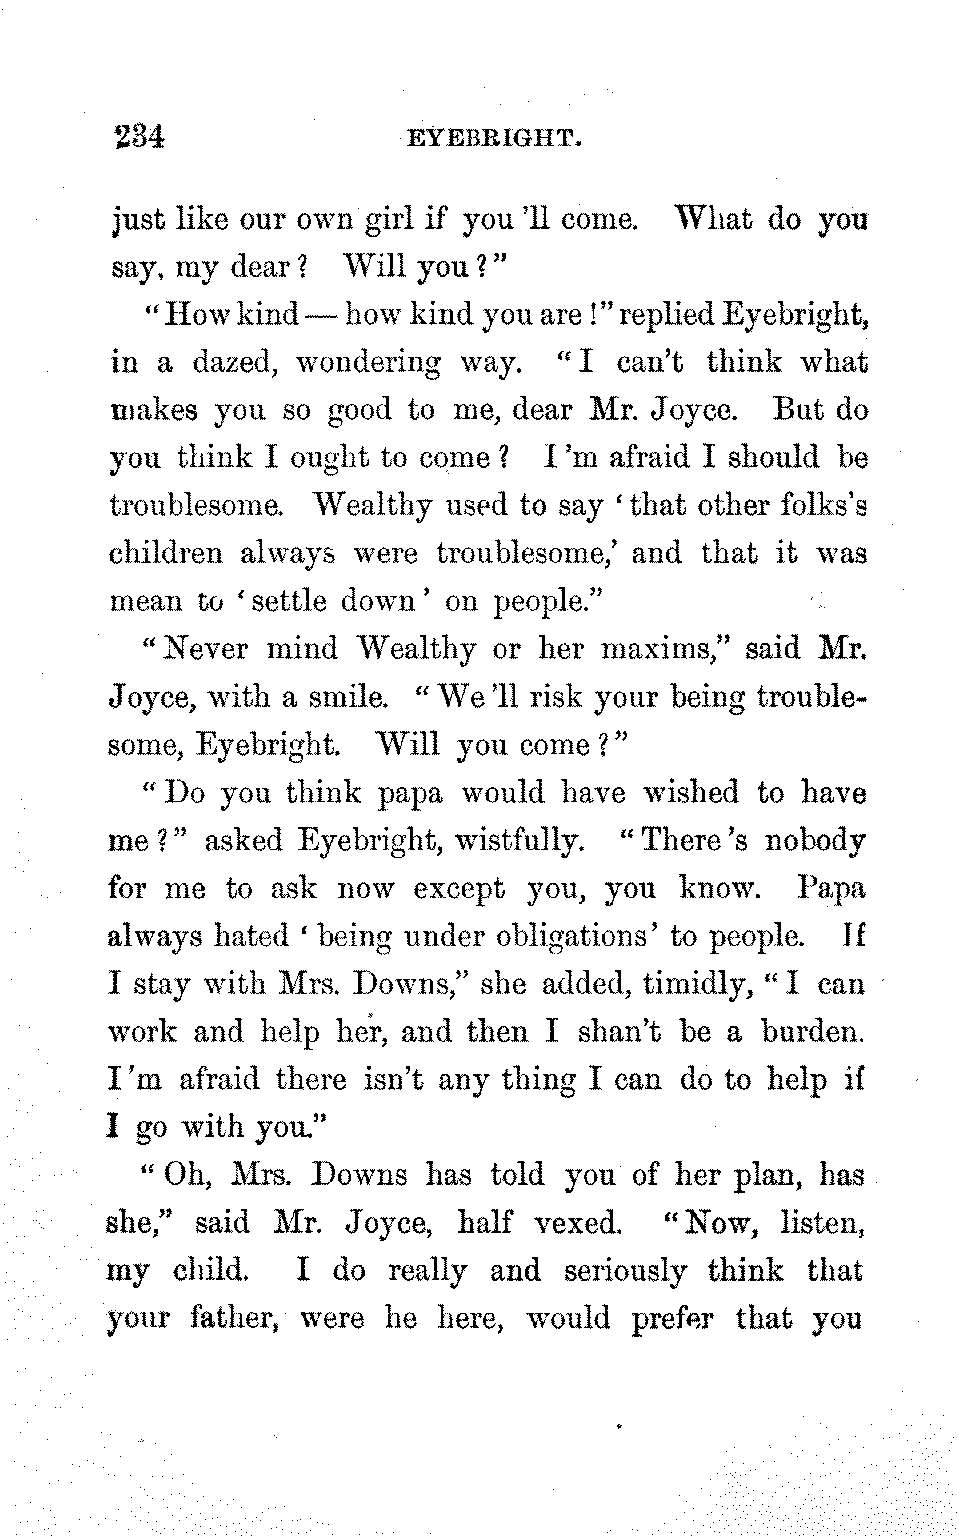 234 EYEBRIGHT.
just like our own girl if you 'll come. What do you
say, my dear? Will you?"
"How kind — how kind you are!" replied Eyebright,
in a dazed, wondering way. "I can't think what
makes you so good to me, dear Mr. Joyce. But do
you think I ought to come? I 'm afraid I should be
troublesome. Wealthy used to say 'that other folks's
children always were troublesome,' and that it was
mean to 'settle down' on people."
"Never mind Wealthy or her maxims," said Mr.
Joyce, with a smile. "We 'll risk your being trouble-
some, Eyebright. Will you come?"
"Do you think papa would have wished to have
me?" asked Eyebright, wistfully. "There 's nobody
for me to ask now except you, you know. Papa
always hated 'being under obligations' to people. If
I stay with Mrs. Downs," she added, timidly, "I can
work and help her, and then I shan't be a burden.
I 'm afraid there isn't any thing I can do to help if
I go with you."
"Oh, Mrs. Downs has told you of her plan, has
she," said Mr. Joyce, half vexed. "Now, listen,
my child. I do really and seriously think that
your father, were he here, would prefer that you